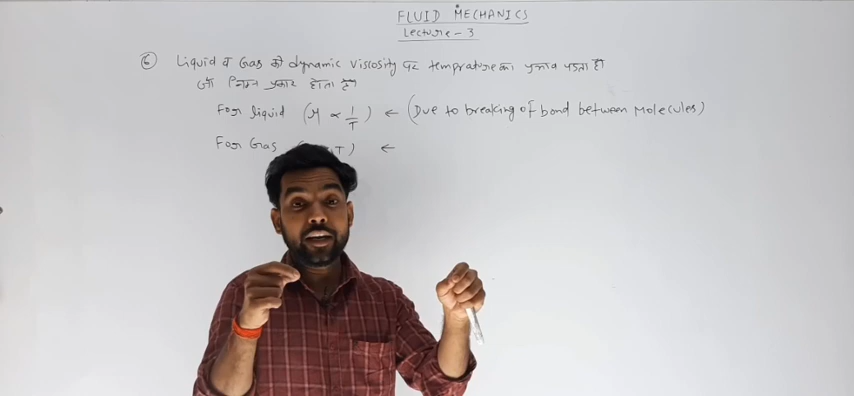 FLUID MECHANICS
Lecture - 3
⑥ Liquid व Gas की dynamic viscosity पर temprature का प्रभाव पड़ता है
जो निम्न प्रकार होता है
For liquid (μ ∝ 1/T) ← (Due to breaking of bond between Molecules)
For Gas ( T) ←